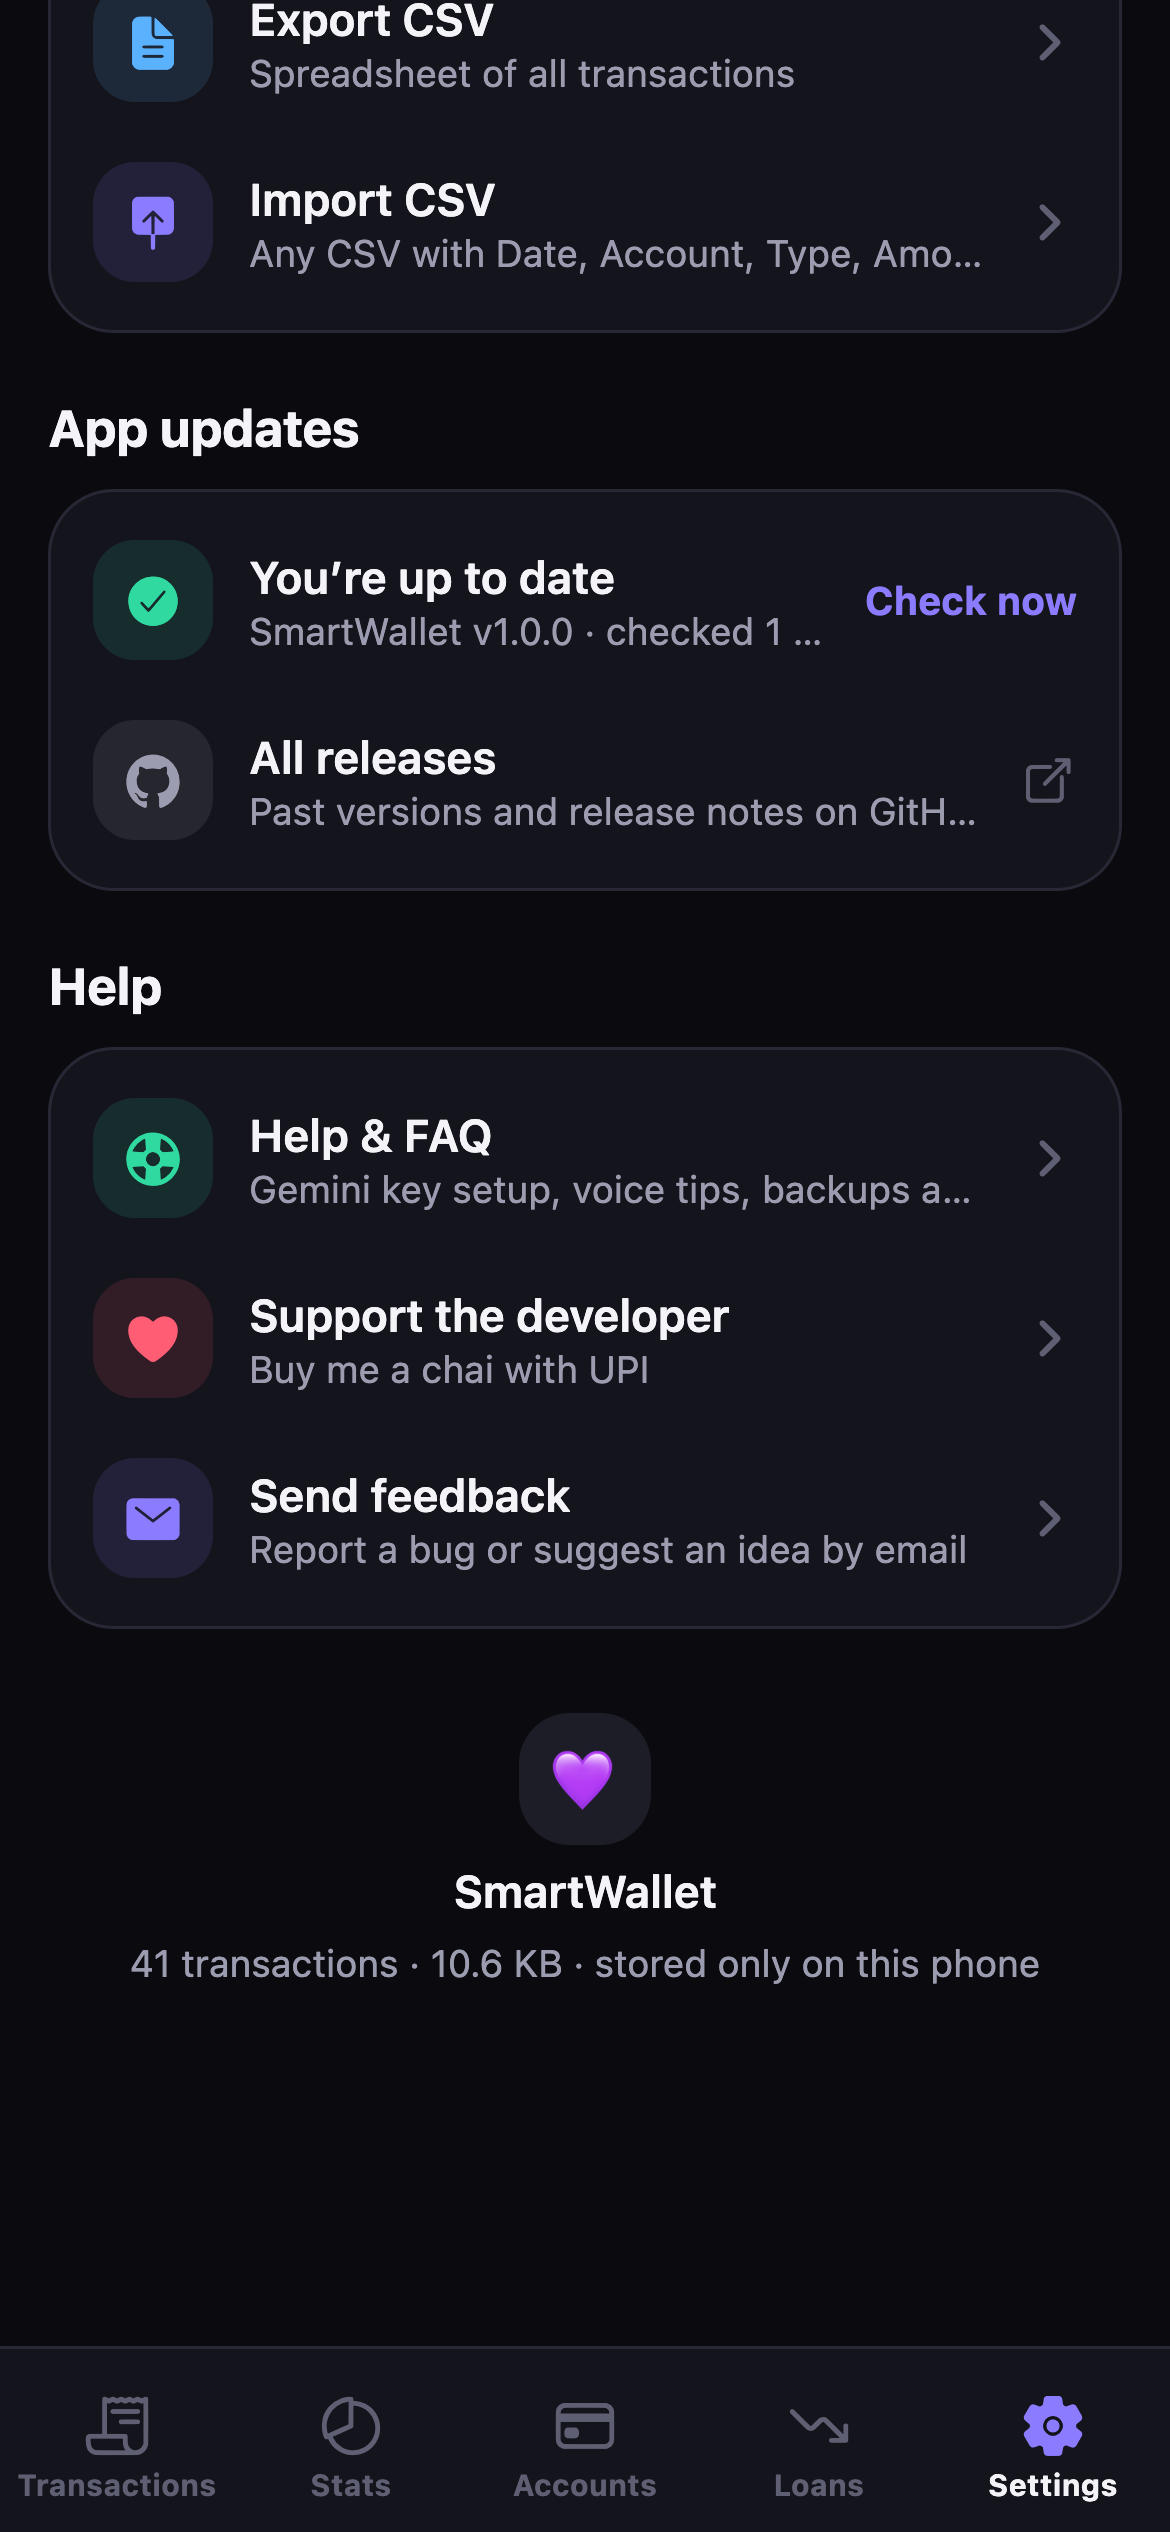 Export CSV
Spreadsheet of all transactions
Import CSV
Any CSV with Date, Account, Type, Amo...
App updates
You’re up to date
SmartWallet v1.0.0 · checked 1 ...
Check now
All releases
Past versions and release notes on GitH...
Help
Help & FAQ
Gemini key setup, voice tips, backups a...
Support the developer
Buy me a chai with UPI
Send feedback
Report a bug or suggest an idea by email
SmartWallet
41 transactions · 10.6 KB · stored only on this phone
Transactions
Stats
Accounts
Loans
Settings